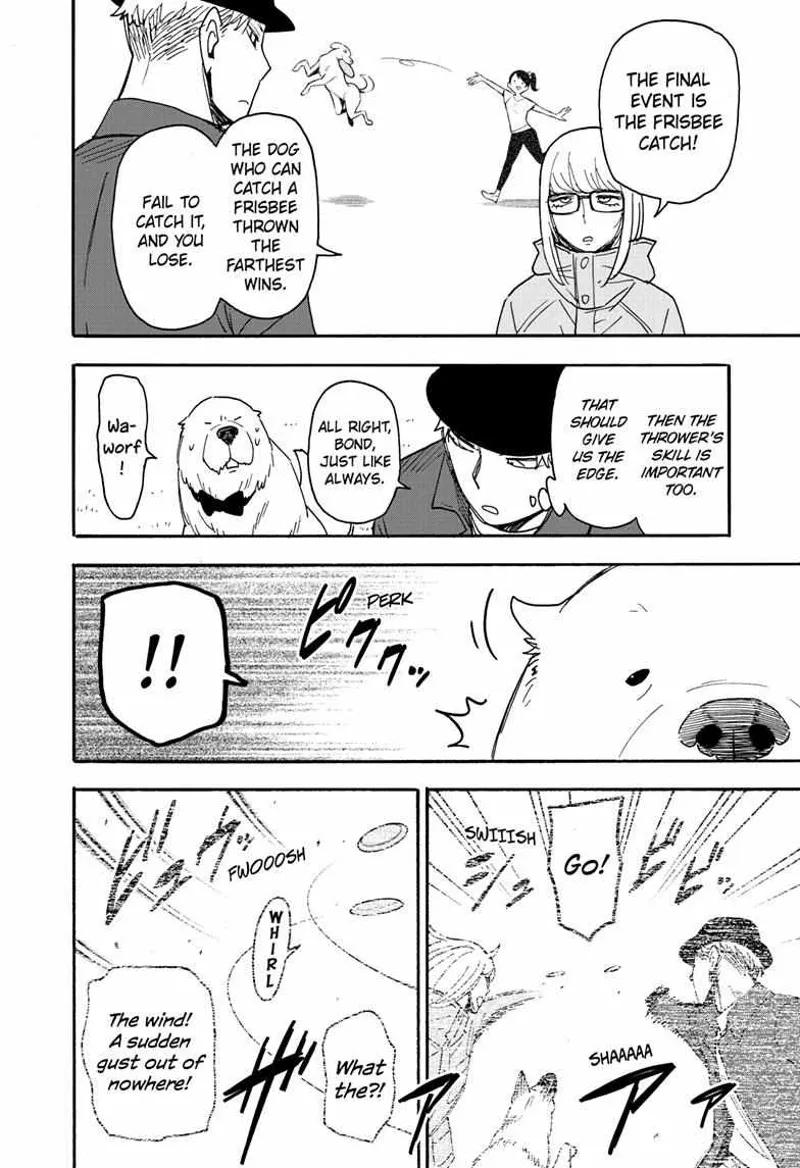 THE FINAL
EVENT IS
THE FRISBEE
CATCH!
THE DOG
WHO CAN
CATCH A
FRISBEE
THROWN
THE
FARTHEST
WINS.
FAIL TO
CATCH IT,
AND YOU
LOSE.
THEN THE
THROWER'S
SKILL IS
IMPORTANT
TOO.
THAT
SHOULD
GIVE
US THE
EDGE.
ALL RIGHT,
BOND,
JUST LIKE
ALWAYS.
Wa-
worf
!
PERK
ピクッ
!!
Go!
SWIIISH
SHAAAAA
FWOOOSH
WHIRL
What
the?!
The wind!
A sudden
gust out of
nowhere!